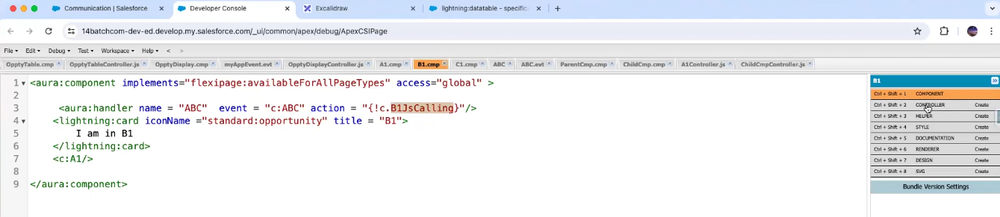 Communication | Salesforce
Developer Console
Excalidraw
lightning:datatable - specific
14batchcom-dev-ed.develop.my.salesforce.com/_ui/common/apex/debug/ApexCSIPage
File Edit Debug Test Workspace Help < >
OpptyTable.cmp OpptyTableController.js OpptyDisplay.cmp myAppEvent.evt OpptyDisplayController.js A1.cmp B1.cmp C1.cmp ABC ABC.evt ParentCmp.cmp ChildCmp.cmp A1Controller.js ChildCmpController.js
1 <aura:component implements="flexipage:availableForAllPageTypes" access="global" >
2
3 <aura:handler name = "ABC" event = "c:ABC" action = "{!c.B1JsCalling}"/>
4 <lightning:card iconName ="standard:opportunity" title = "B1">
5 I am in B1
6 </lightning:card>
7 <c:A1/>
8
9 </aura:component>
B1
Ctrl + Shift + 1 COMPONENT
Ctrl + Shift + 2 CONTROLLER Create
Ctrl + Shift + 3 HELPER Create
Ctrl + Shift + 4 STYLE Create
Ctrl + Shift + 5 DOCUMENTATION Create
Ctrl + Shift + 6 RENDERER Create
Ctrl + Shift + 7 DESIGN Create
Ctrl + Shift + 8 SVG Create
Bundle Version Settings